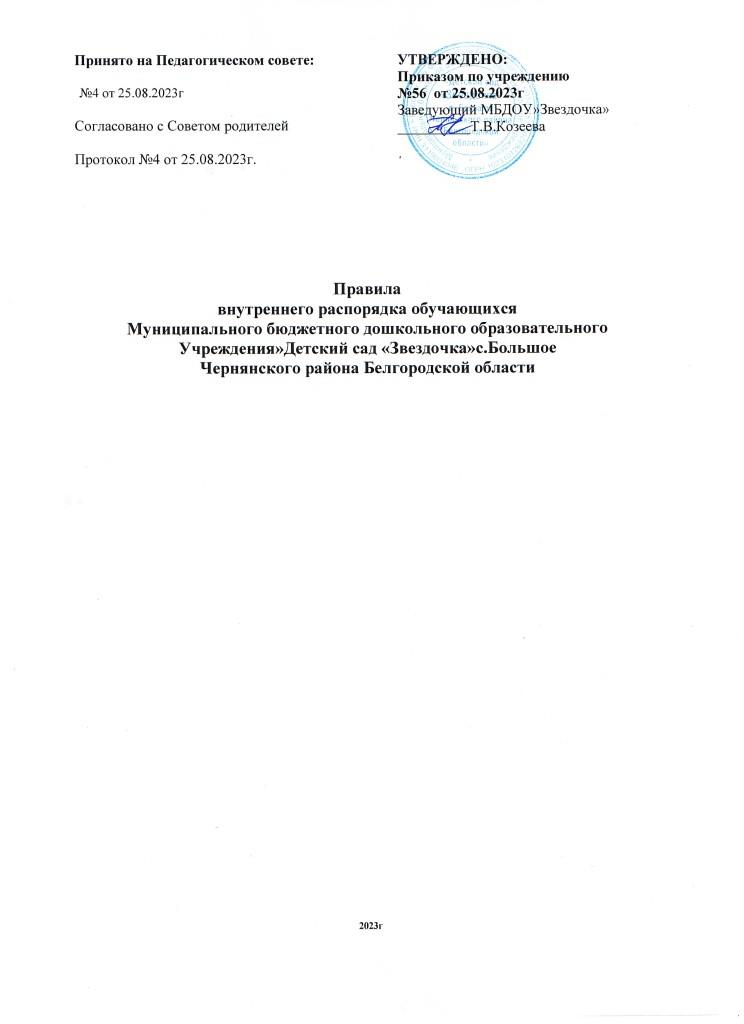 Принято на Педагогическом совете:
№4 от 25.08.2023г
Согласовано с Советом родителей
Протокол №4 от 25.08.2023г.
УТВЕРЖДЕНО:
Приказом по учреждению
№56 от 25.08.2023г
Заведующий МБДОУ»Звездочка»
__________Т.В.Козеева
области»
Правила
внутреннего распорядка обучающихся
Муниципального бюджетного дошкольного образовательного
Учреждения»Детский сад «Звездочка»с.Большое
Чернянского района Белгородской области
2023г